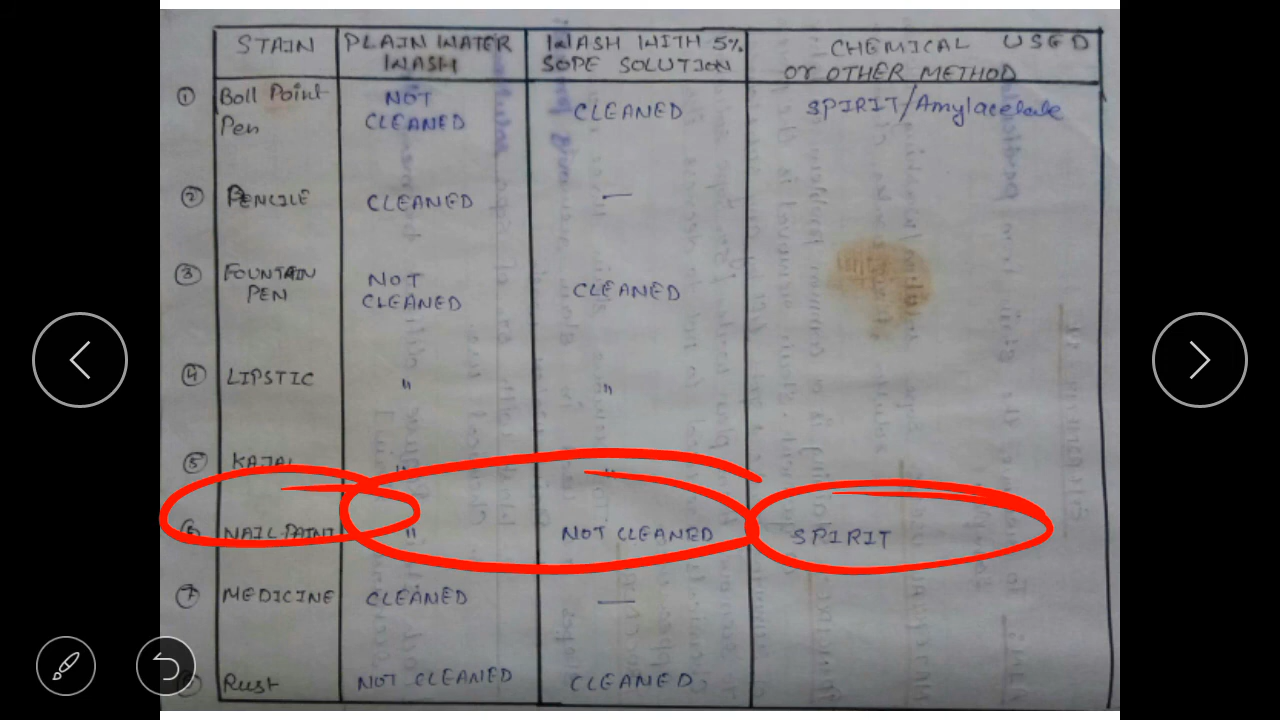 STAIN PLAIN WATER WASH WASH WITH 5% SOPE SOLUTION CHEMICAL USED OR OTHER METHOD
① Boll Point Pen NOT CLEANED CLEANED SPIRIT/Amylacetate
② PENCILE CLEANED —
③ FOUNTAIN PEN NOT CLEANED CLEANED
④ LIPSTIC " "
⑤ KAJAL " "
⑥ NAIL PAINT " NOT CLEANED SPIRIT
⑦ MEDICINE CLEANED —
⑧ Rust NOT CLEANED CLEANED